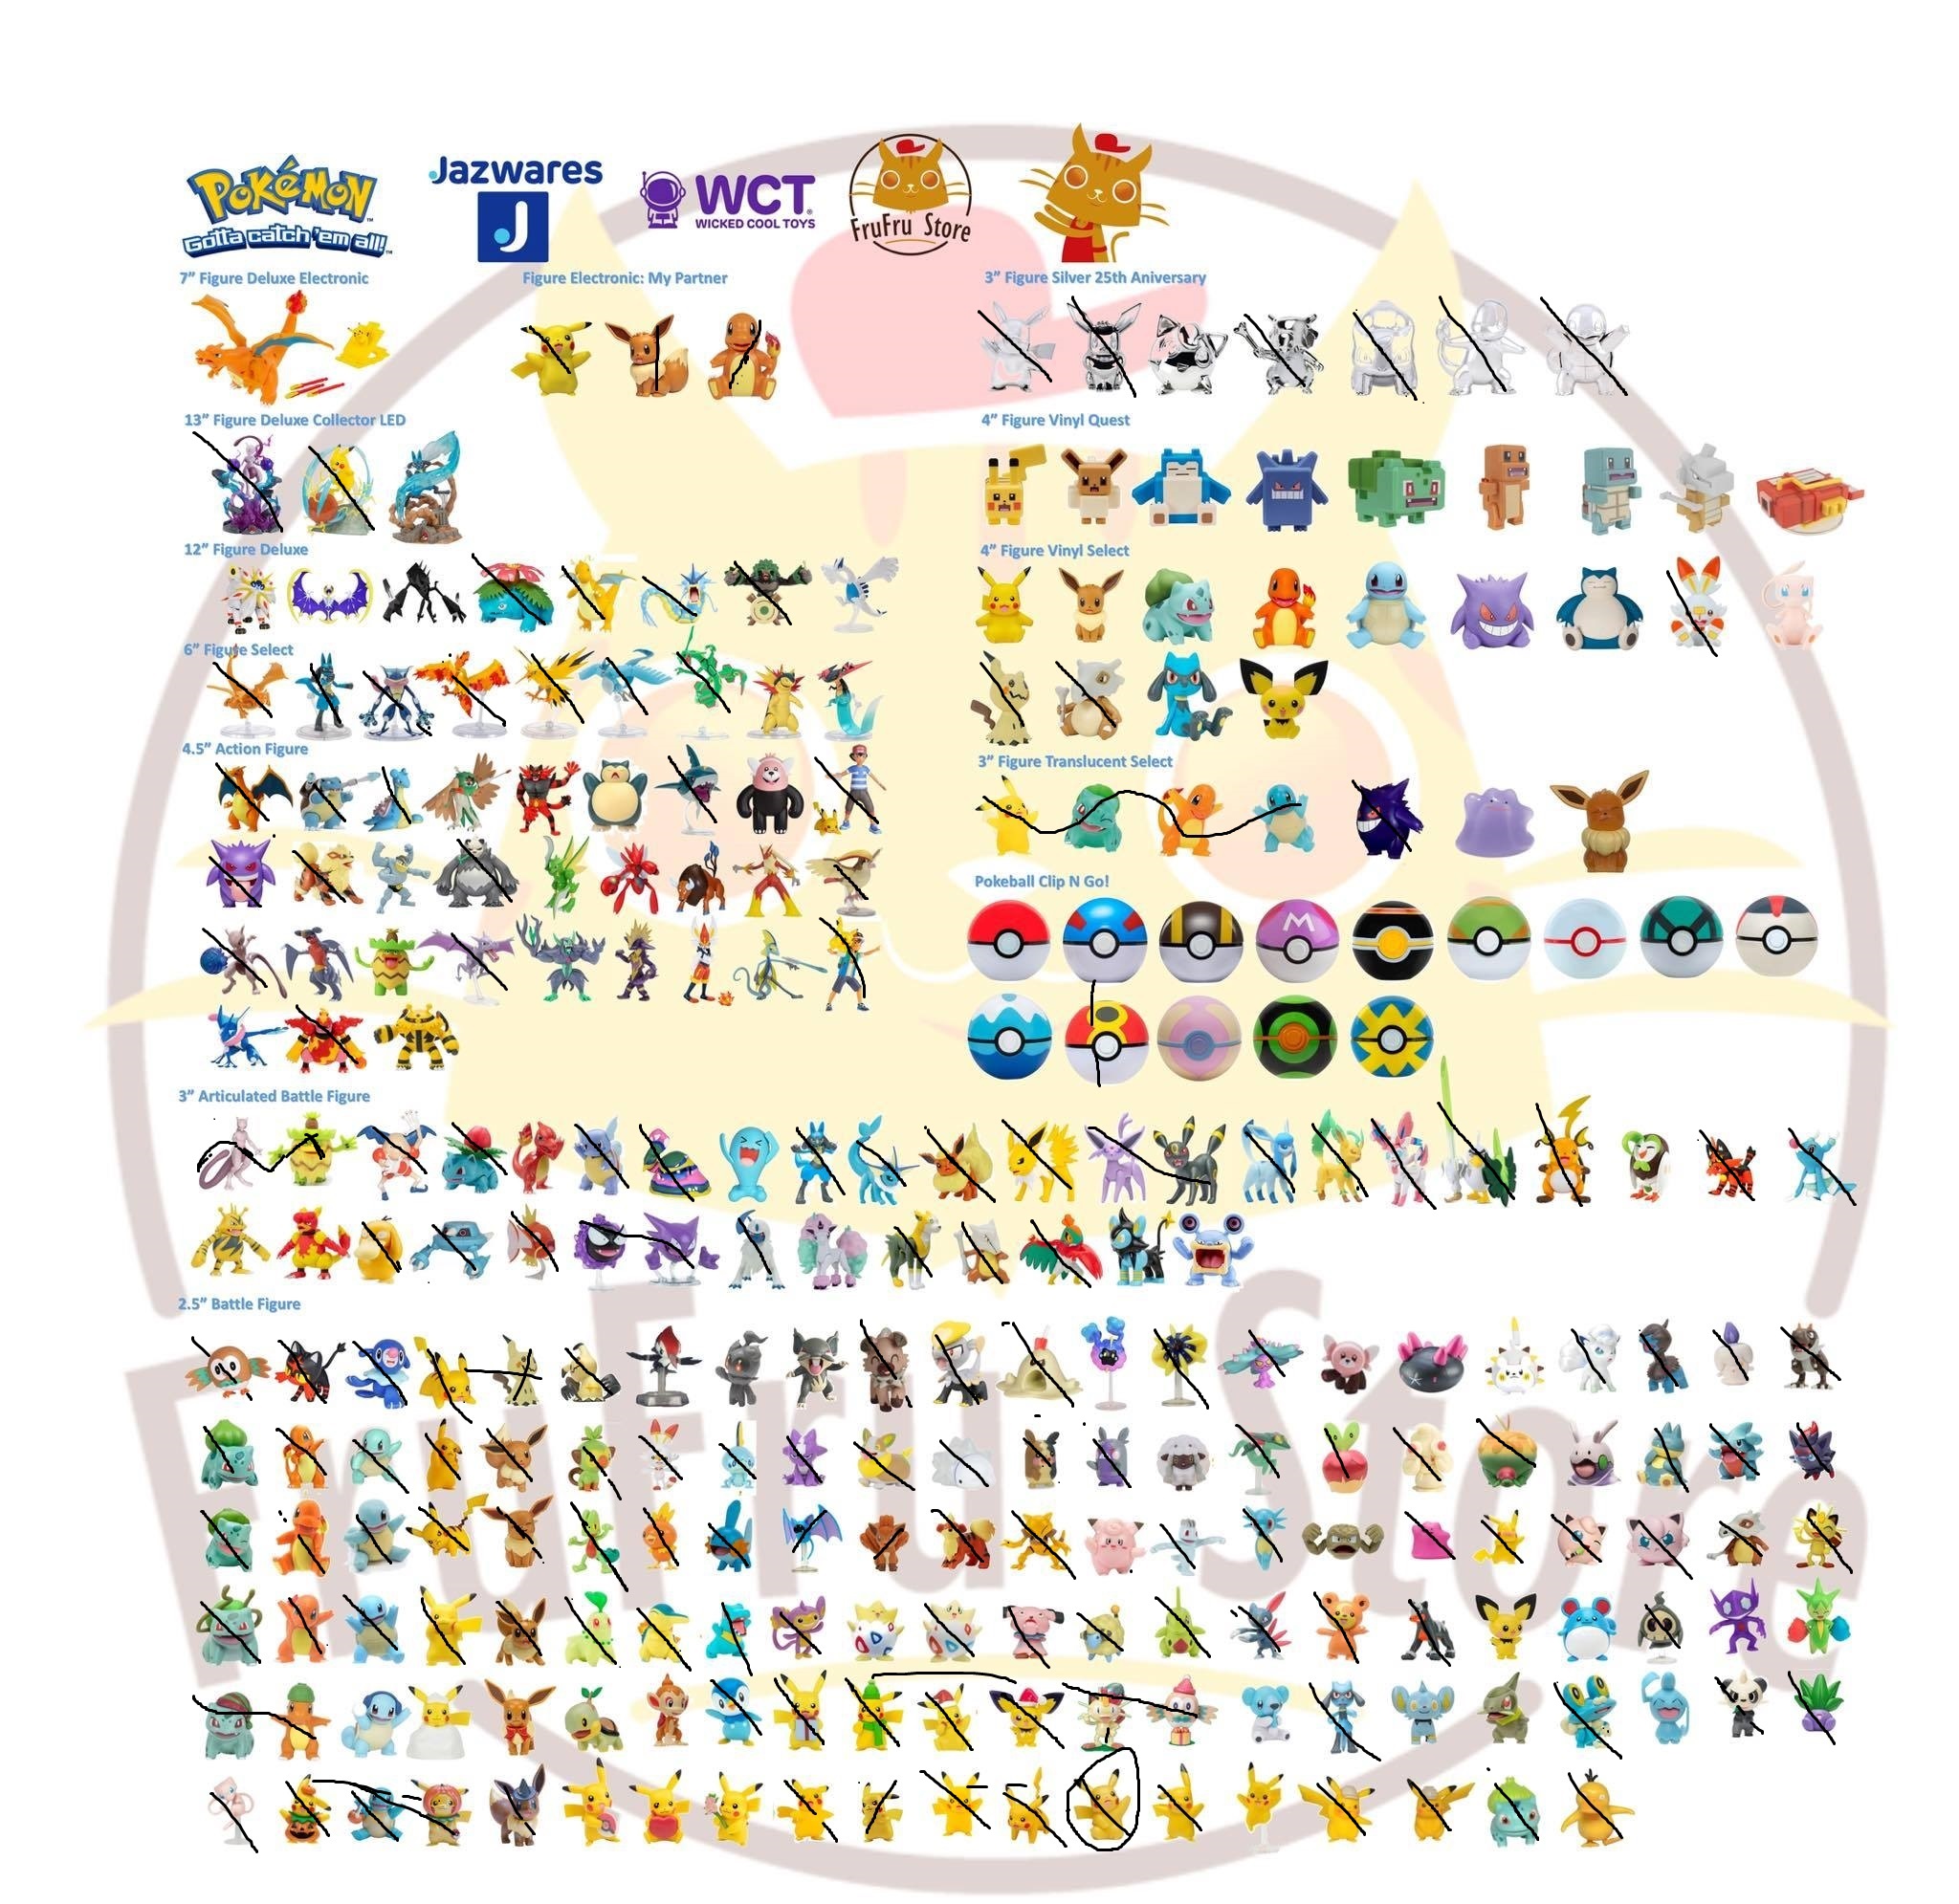 POKéMON
Gotta catch 'em all!
Jazwares
J
WCT
WICKED COOL TOYS
FruFru Store
7” Figure Deluxe Electronic
Figure Electronic: My Partner
3” Figure Silver 25th Aniversary
13” Figure Deluxe Collector LED
4” Figure Vinyl Quest
12” Figure Deluxe
4” Figure Vinyl Select
6” Figure Select
4.5” Action Figure
3” Figure Translucent Select
Pokeball Clip N Go!
M
3” Articulated Battle Figure
2.5” Battle Figure
FruFru Store